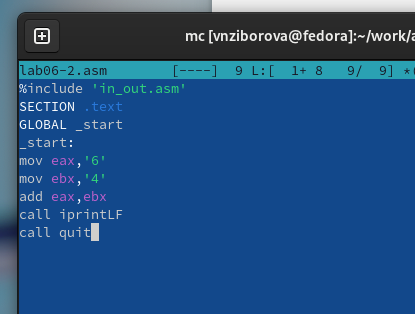 mc [vnziborova@fedora]:~/work/a
lab06-2.asm [----] 9 L:[ 1+ 8 9/ 9] *(
%include 'in_out.asm'
SECTION .text
GLOBAL _start
_start:
mov eax,'6'
mov ebx,'4'
add eax,ebx
call iprintLF
call quit